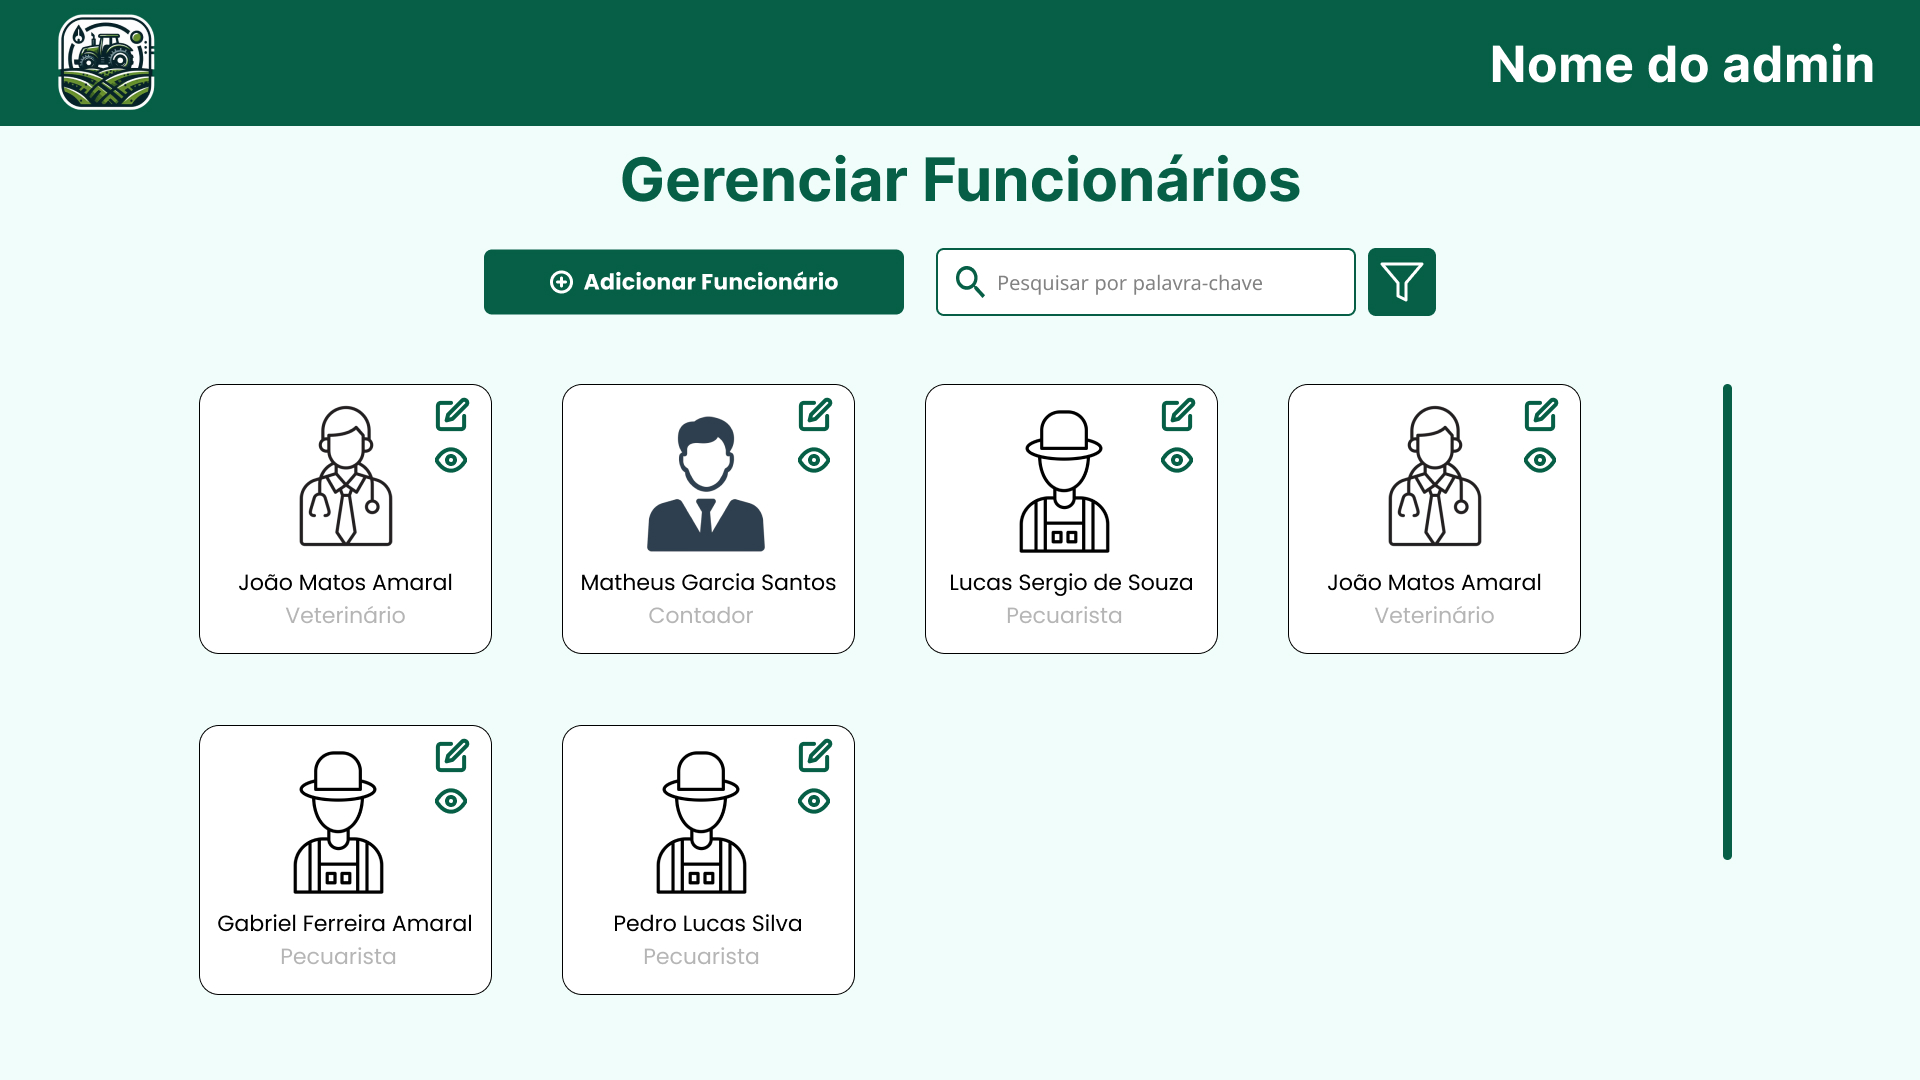 Nome do admin
Gerenciar Funcionários
Adicionar Funcionário
Pesquisar por palavra-chave
João Matos Amaral
Veterinário
Matheus Garcia Santos
Contador
Lucas Sergio de Souza
Pecuarista
João Matos Amaral
Veterinário
Gabriel Ferreira Amaral
Pecuarista
Pedro Lucas Silva
Pecuarista